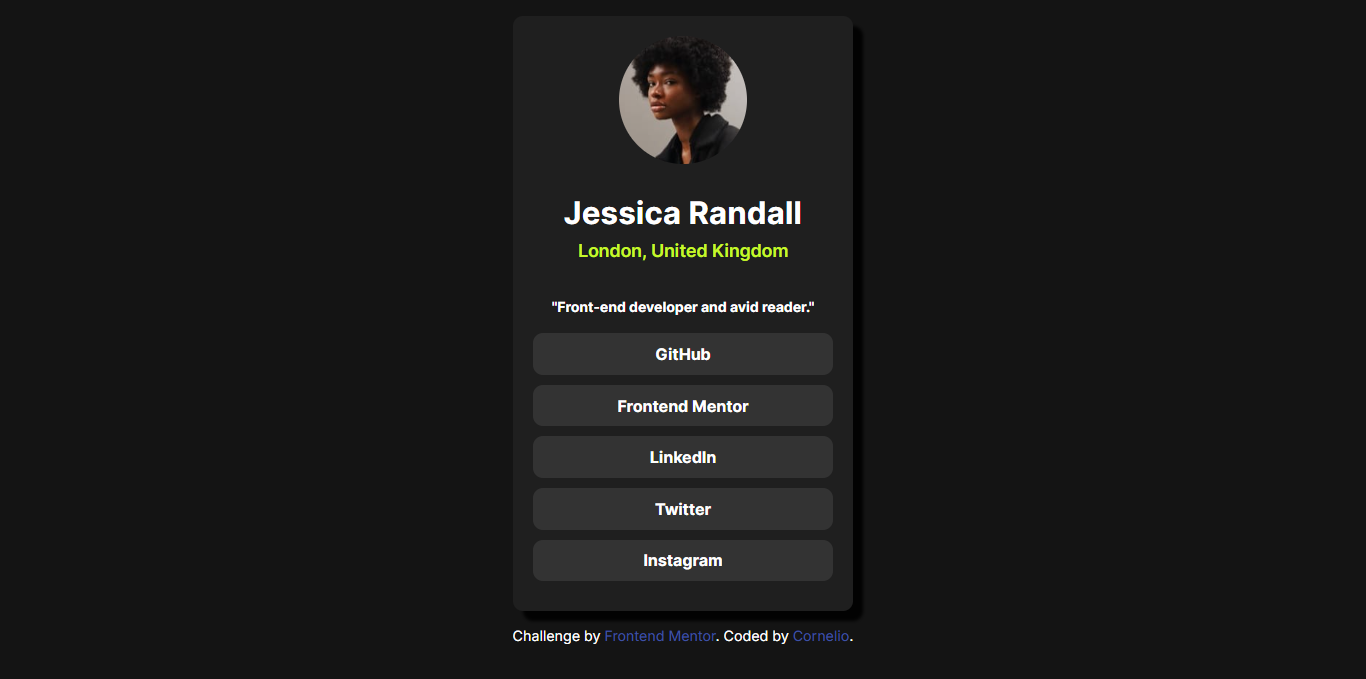 Jessica Randall
London, United Kingdom
"Front-end developer and avid reader."
GitHub
Frontend Mentor
LinkedIn
Twitter
Instagram
Challenge by Frontend Mentor. Coded by Cornelio.